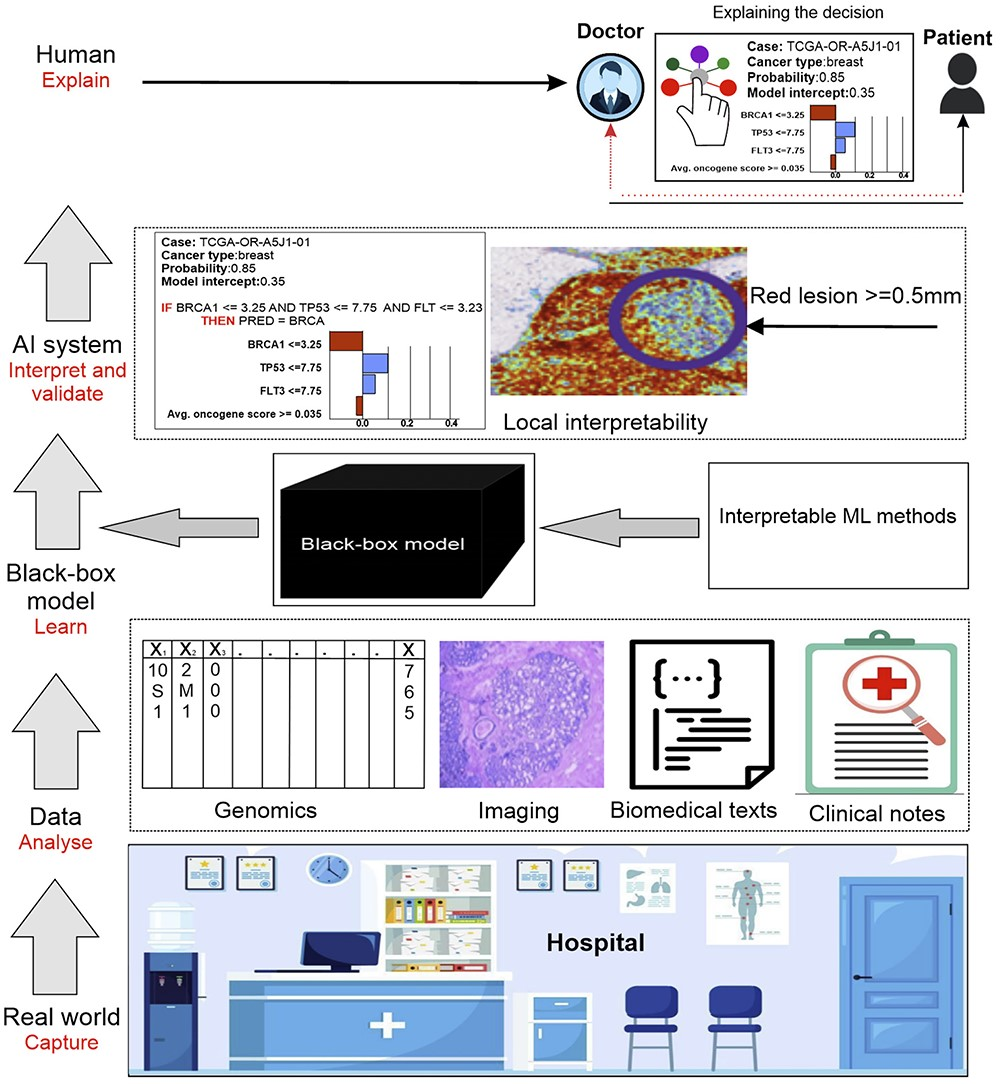 Explaining the decision
Human
Explain
Doctor
Patient
Case: TCGA-OR-A5J1-01
Cancer type:breast
Probability:0.85
Model intercept:0.35
BRCA1 <=3.25
TP53 <=7.75
FLT3 <=7.75
Avg. oncogene score >= 0.035
0.0 0.2 0.4
AI system
Interpret and
validate
Case: TCGA-OR-A5J1-01
Cancer type:breast
Probability:0.85
Model intercept:0.35
IF BRCA1 <= 3.25 AND TP53 <= 7.75 AND FLT <= 3.23
THEN PRED = BRCA
BRCA1 <=3.25
TP53 <=7.75
FLT3 <=7.75
Avg. oncogene score >= 0.035
0.0 0.2 0.4
Red lesion >=0.5mm
Local interpretability
Black-box
model
Learn
Black-box model
Interpretable ML methods
Data
Analyse
X₁ X₂ X₃ . . . . . . X
10 2 0 7
S M 0 6
1 1 0 5
Genomics
Imaging
{...}
Biomedical texts
Clinical notes
Real world
Capture
Hospital